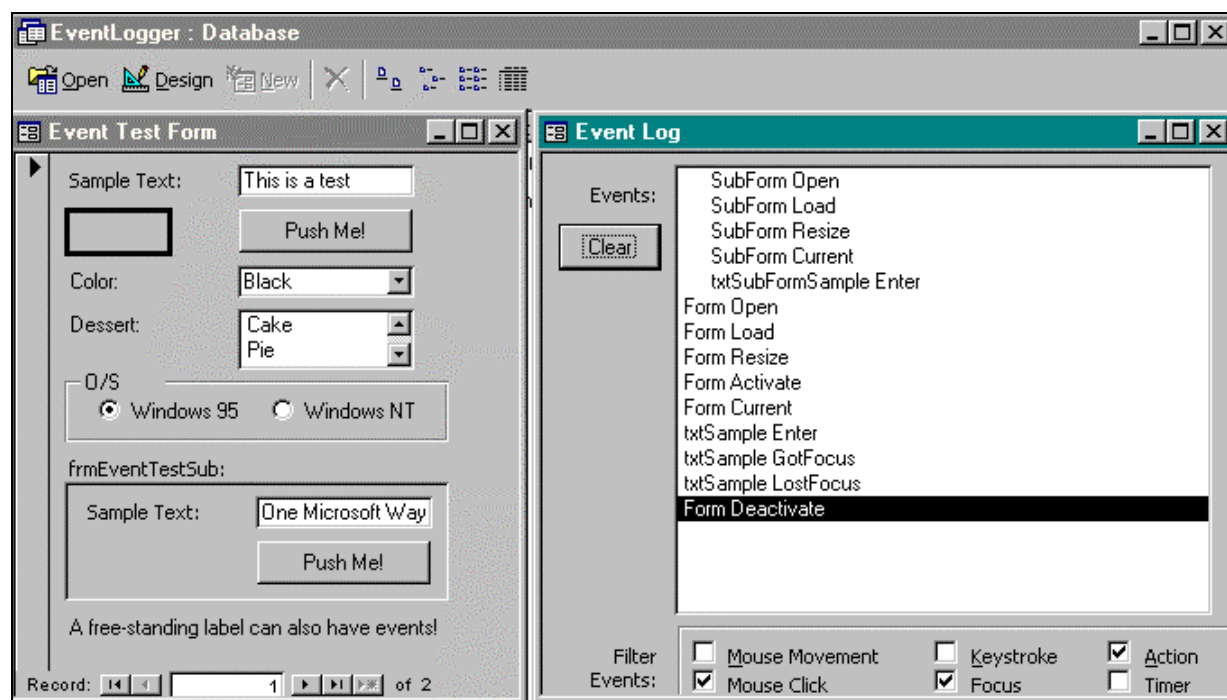 EventLogger : Database
Open Design New
Event Test Form
Sample Text: This is a test
Push Me!
Color: Black
Dessert: Cake
Pie
O/S
Windows 95 Windows NT
frmEventTestSub:
Sample Text: One Microsoft Way
Push Me!
A free-standing label can also have events!
Record: 1 of 2
Event Log
Events:
Clear
SubForm Open
SubForm Load
SubForm Resize
SubForm Current
txtSubFormSample Enter
Form Open
Form Load
Form Resize
Form Activate
Form Current
txtSample Enter
txtSample GotFocus
txtSample LostFocus
Form Deactivate
Filter Events:
Mouse Movement Keystroke Action
Mouse Click Focus Timer